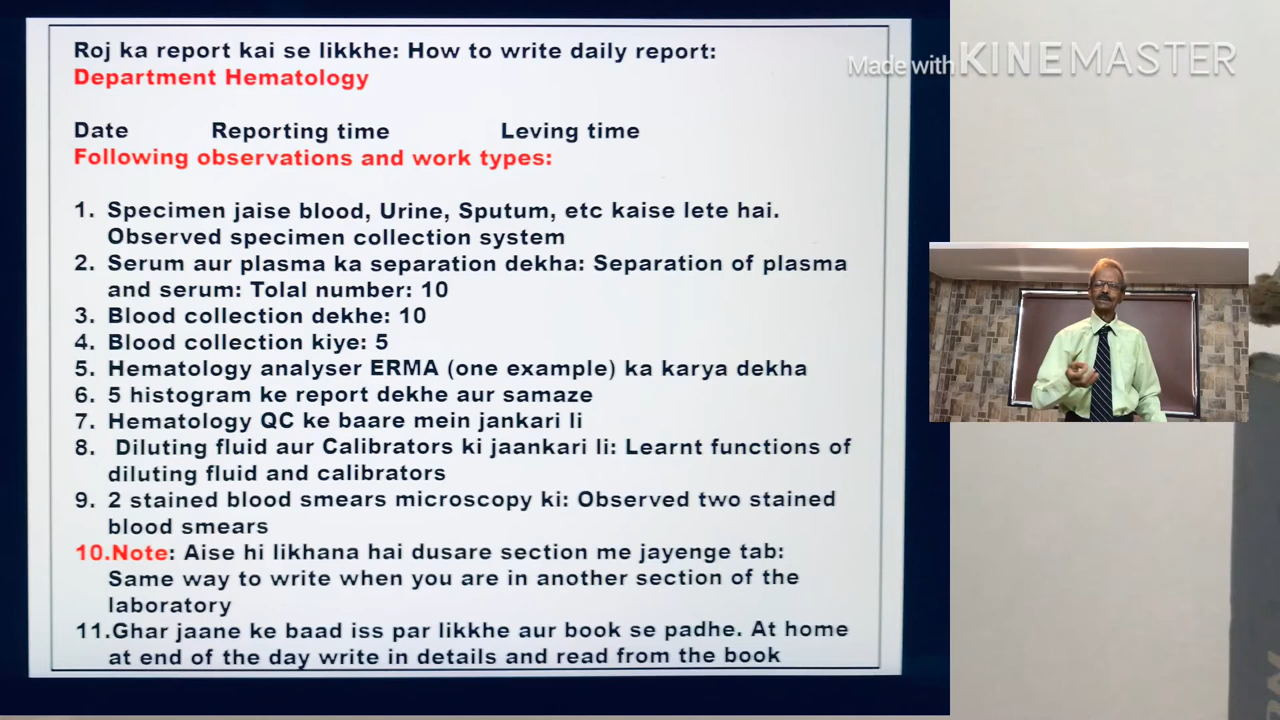 Roj ka report kai se likkhe: How to write daily report:
Department Hematology
Made with KINEMASTER
Date Reporting time Leving time
Following observations and work types:
1. Specimen jaise blood, Urine, Sputum, etc kaise lete hai.
Observed specimen collection system
2. Serum aur plasma ka separation dekha: Separation of plasma
and serum: Tolal number: 10
3. Blood collection dekhe: 10
4. Blood collection kiye: 5
5. Hematology analyser ERMA (one example) ka karya dekha
6. 5 histogram ke report dekhe aur samaze
7. Hematology QC ke baare mein jankari li
8. Diluting fluid aur Calibrators ki jaankari li: Learnt functions of
diluting fluid and calibrators
9. 2 stained blood smears microscopy ki: Observed two stained
blood smears
10.Note: Aise hi likhana hai dusare section me jayenge tab:
Same way to write when you are in another section of the
laboratory
11.Ghar jaane ke baad iss par likkhe aur book se padhe. At home
at end of the day write in details and read from the book